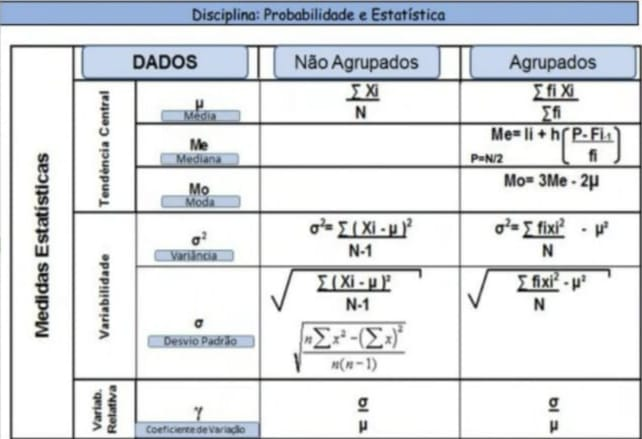 Disciplina: Probabilidade e Estatística
DADOS
Não Agrupados
Agrupados
Medidas Estatísticas
Tendência Central
μ
Média
∑ Xi
N
∑ fi Xi
∑fi
Me
Mediana
Me= li + h(P- Fi-1
fi)
P=N/2
Mo
Moda
Mo= 3Me - 2μ
Variabilidade
σ²
Variância
σ²= ∑ ( Xi - μ )²
N-1
σ²= ∑ fixi² - μ²
N
σ
Desvio Padrão
√ ∑ ( Xi - μ )²
N-1
√ n∑x² -(∑x)²
n(n-1)
√ ∑ fixi² - μ²
N
Variab.
Relativa
γ
Coeficiente de Variação
σ
μ
σ
μ